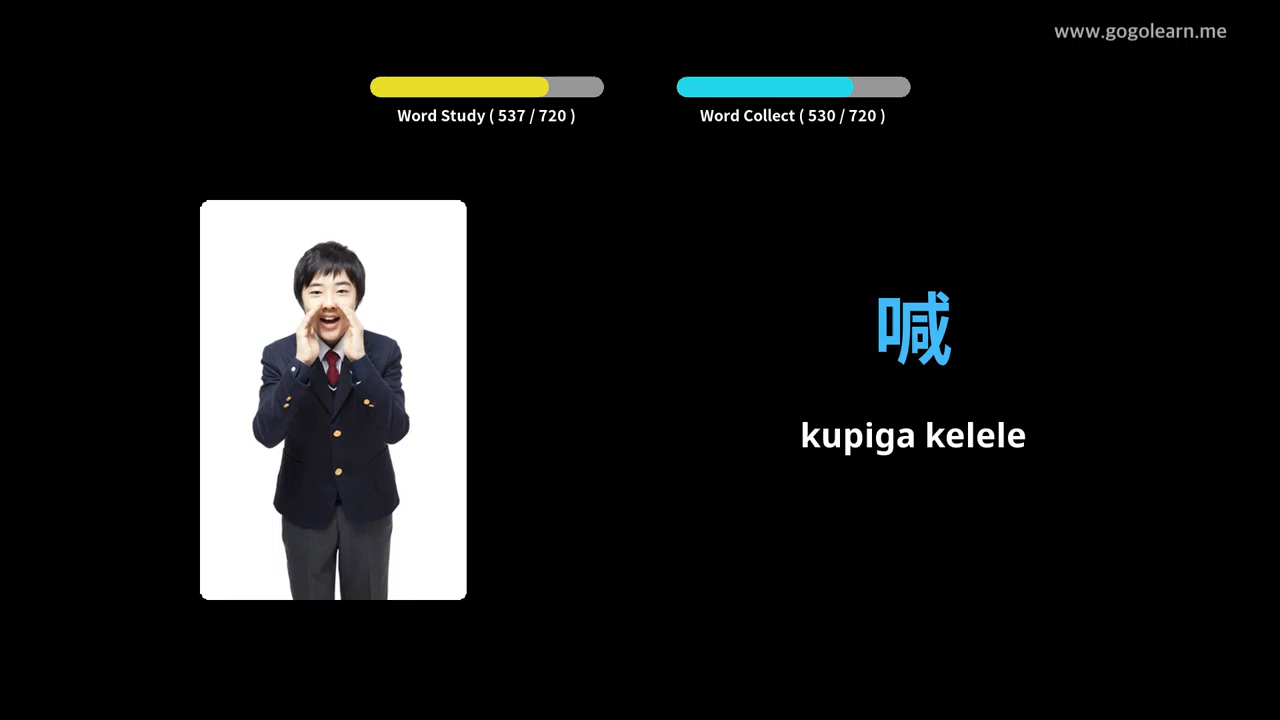 www.gogolearn.me
Word Study ( 537 / 720 )
Word Collect ( 530 / 720 )
喊
kupiga kelele